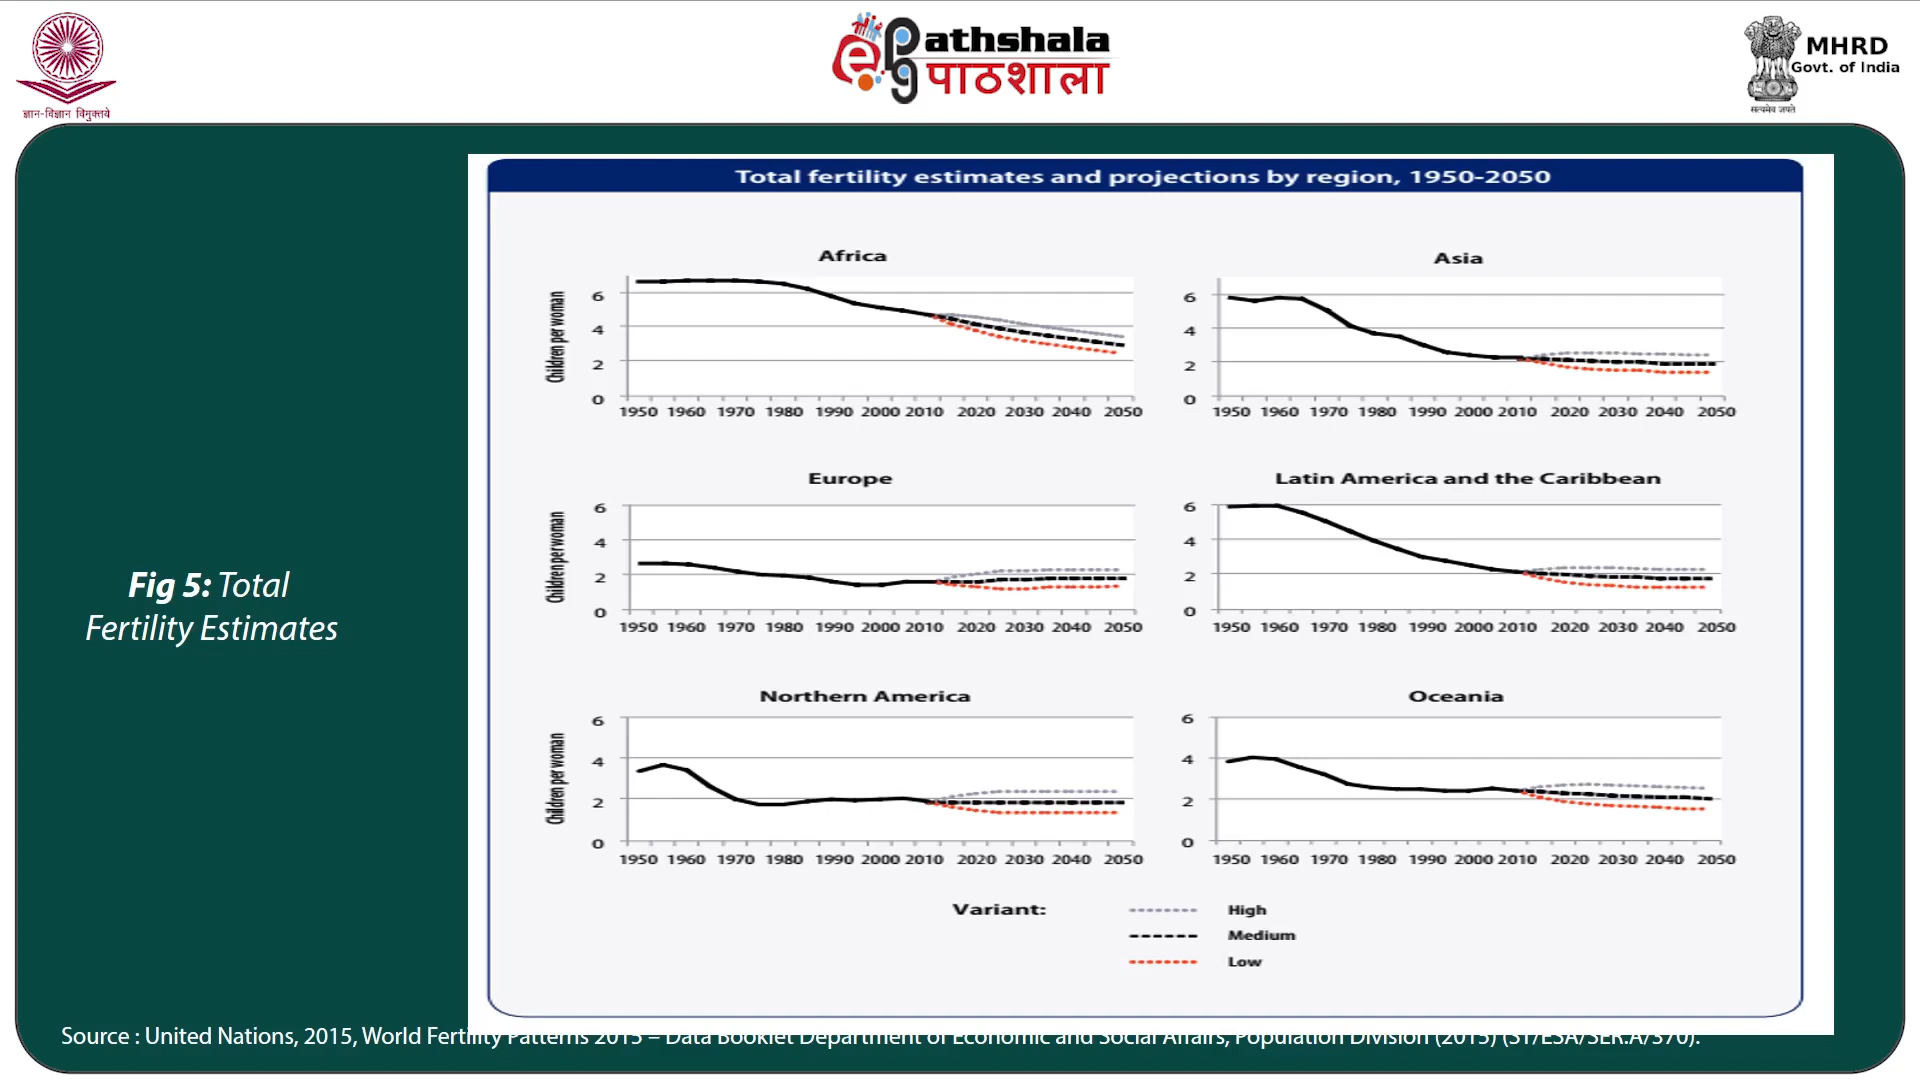 ज्ञान-विज्ञान विमुक्तये
ePG Pathshala
पाठशाला
MHRD
Govt. of India
सत्यमेव जयते
Total fertility estimates and projections by region, 1950-2050
Africa
Children per woman
6
4
2
0
1950 1960 1970 1980 1990 2000 2010 2020 2030 2040 2050
Asia
6
4
2
0
1950 1960 1970 1980 1990 2000 2010 2020 2030 2040 2050
Europe
Children per woman
6
4
2
0
1950 1960 1970 1980 1990 2000 2010 2020 2030 2040 2050
Latin America and the Caribbean
6
4
2
0
1950 1960 1970 1980 1990 2000 2010 2020 2030 2040 2050
Fig 5: Total
Fertility Estimates
Northern America
Children per woman
6
4
2
0
1950 1960 1970 1980 1990 2000 2010 2020 2030 2040 2050
Oceania
6
4
2
0
1950 1960 1970 1980 1990 2000 2010 2020 2030 2040 2050
Variant:
High
Medium
Low
Source : United Nations, 2015, World Fertility Patterns 2015 – Data Booklet Department of Economic and Social Affairs, Population Division (2015) (ST/ESA/SER.A/370).